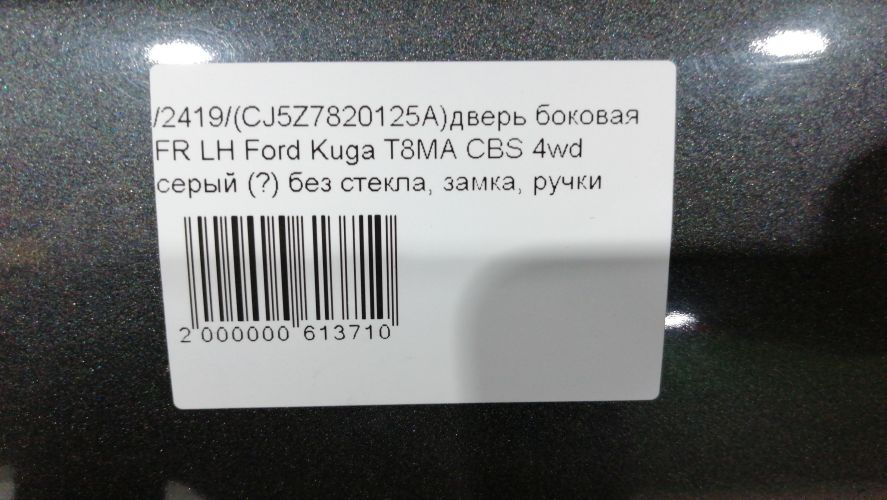 /2419/(CJ5Z7820125A)дверь боковая
FR LH Ford Kuga T8MA CBS 4wd
серый (?) без стекла, замка, ручки
2 000000 613710